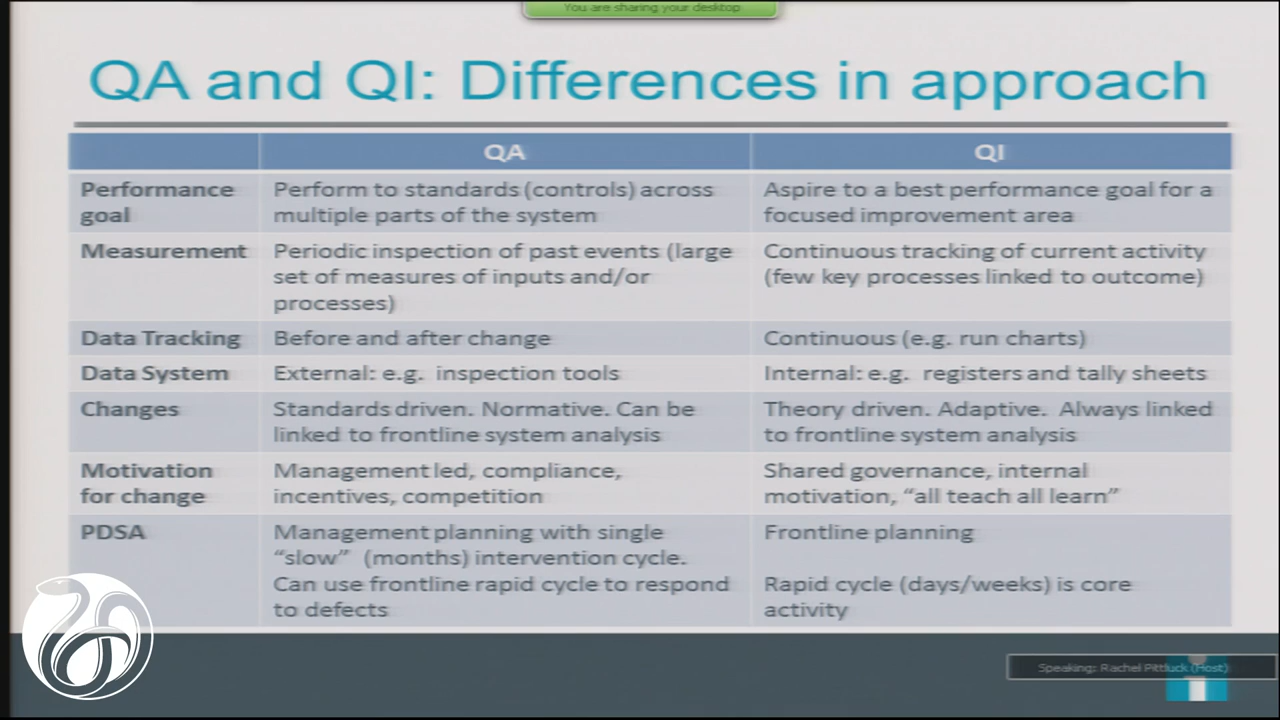 You are sharing your desktop
QA and QI: Differences in approach
QA
QI
Performance
goal
Perform to standards (controls) across
multiple parts of the system
Aspire to a best performance goal for a
focused improvement area
Measurement
Periodic inspection of past events (large
set of measures of inputs and/or
processes)
Continuous tracking of current activity
(few key processes linked to outcome)
Data Tracking
Before and after change
Continuous (e.g. run charts)
Data System
External: e.g. inspection tools
Internal: e.g. registers and tally sheets
Changes
Standards driven. Normative. Can be
linked to frontline system analysis
Theory driven. Adaptive. Always linked
to frontline system analysis
Motivation
for change
Management led, compliance,
incentives, competition
Shared governance, internal
motivation, “all teach all learn”
PDSA
Management planning with single
“slow” (months) intervention cycle.
Can use frontline rapid cycle to respond
to defects
Frontline planning
Rapid cycle (days/weeks) is core
activity
Speaking: Rachel Pittluck (Host)